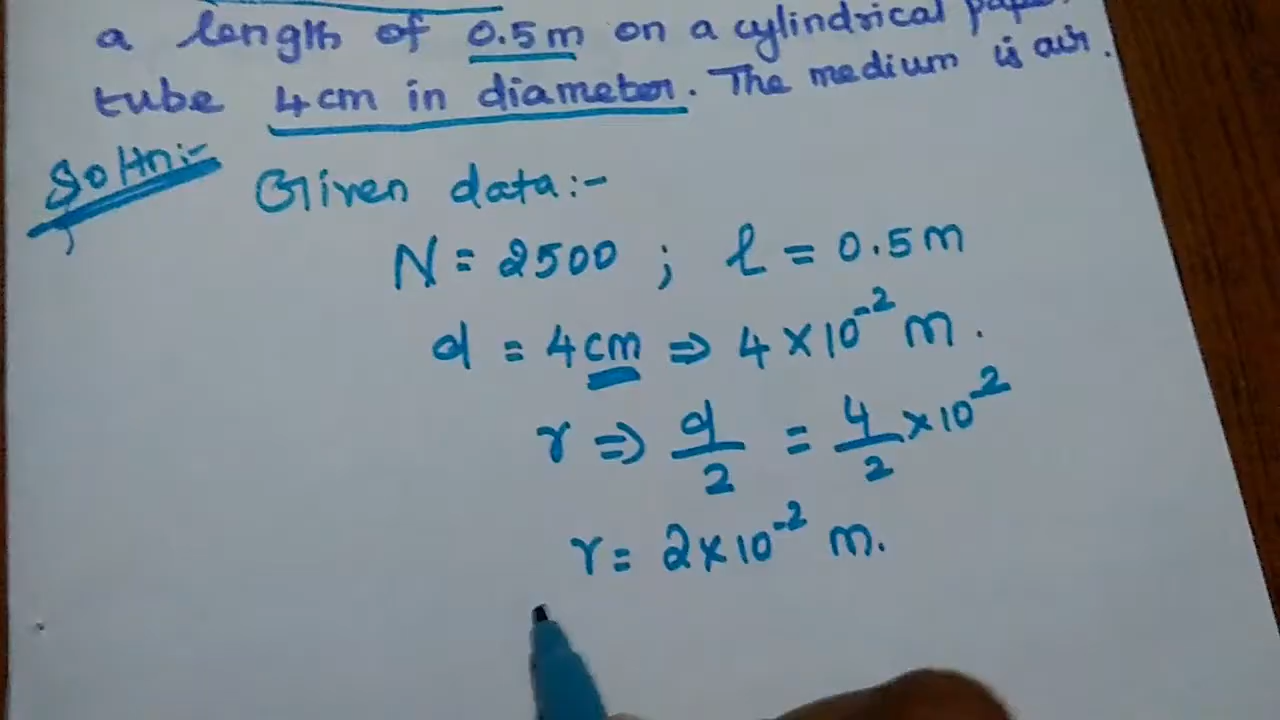 a length of 0.5m on a cylindrical
tube 4cm in diameter. The medium is air.
Soltn:-
Given data:-
N = 2500 ; l = 0.5m
d = 4cm ⇒ 4×10⁻² m.
r ⇒ d/2 = 4/2 ×10⁻²
r = 2×10⁻² m.